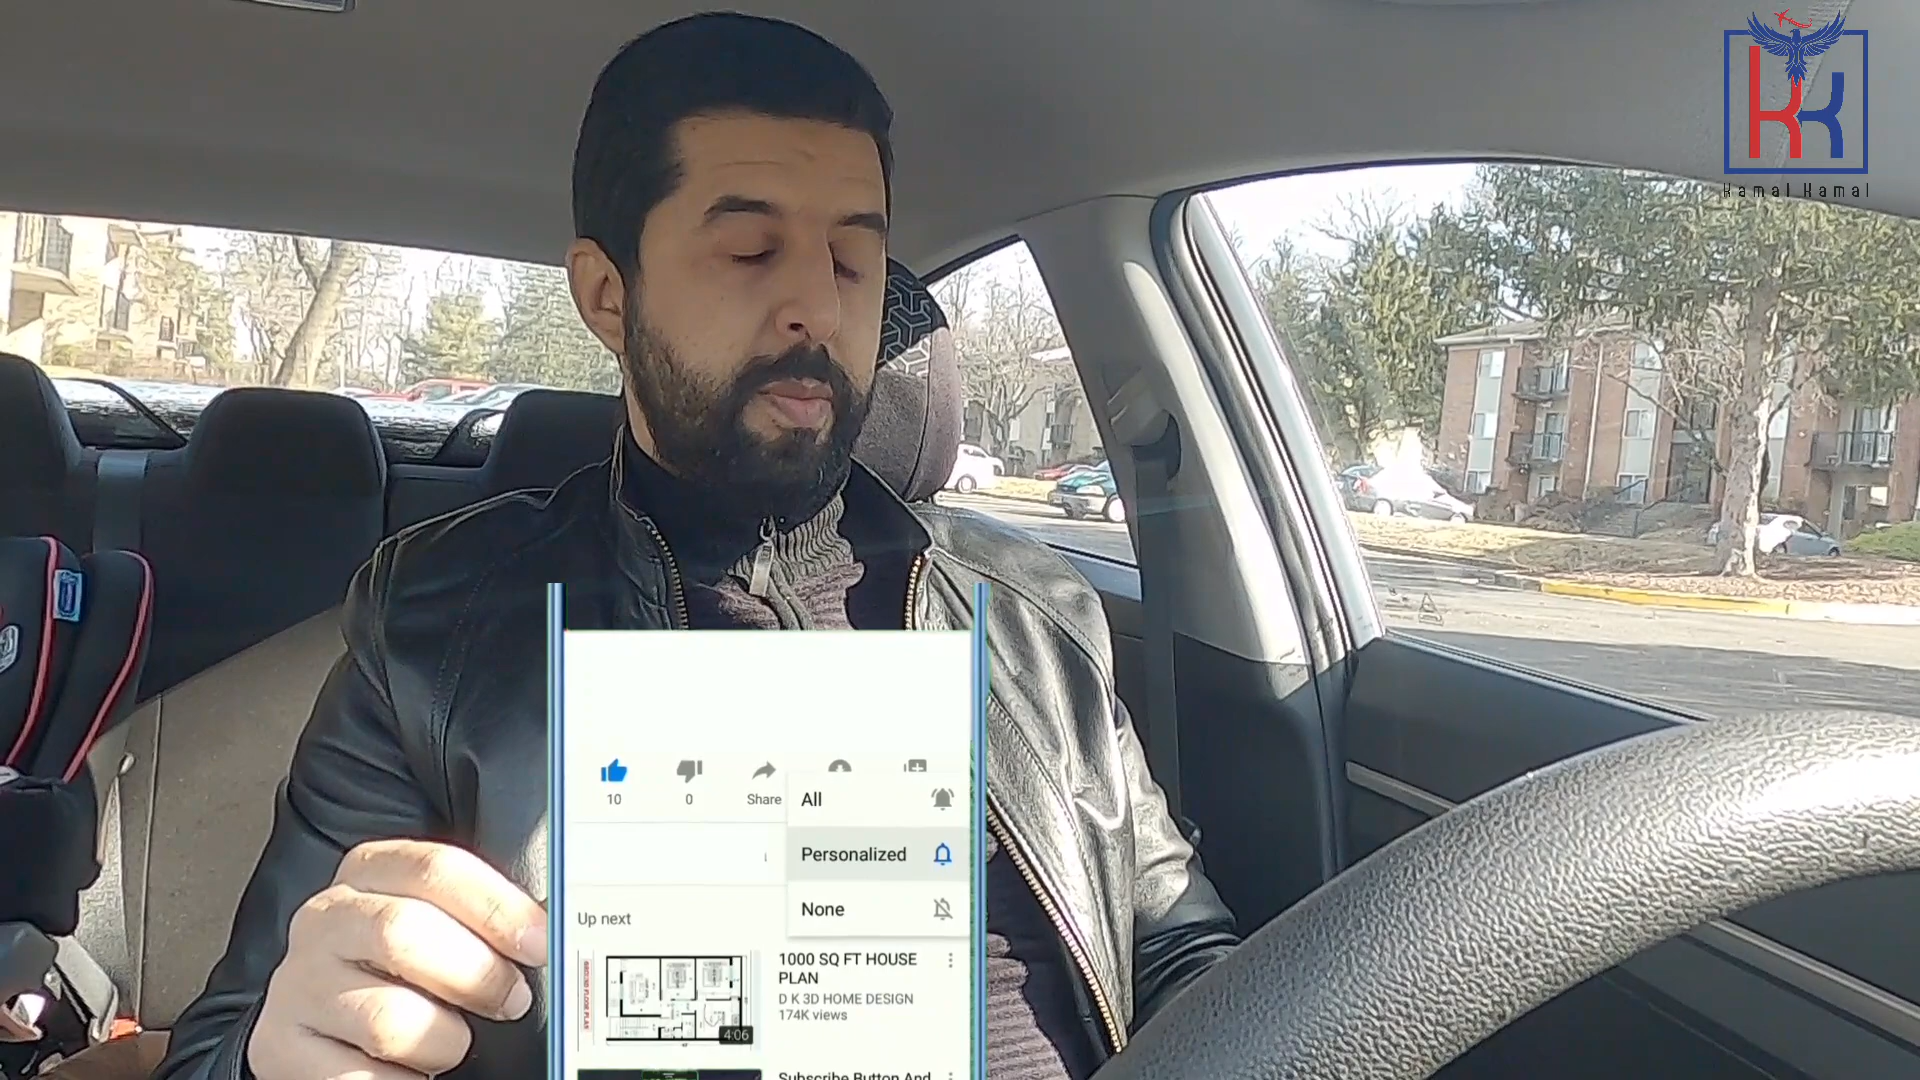 KK
Kamal Kamal
10
0
Share
All
Personalized
None
Up next
1000 SQ FT HOUSE
PLAN
D K 3D HOME DESIGN
174K views
4:06
Subscribe Button And